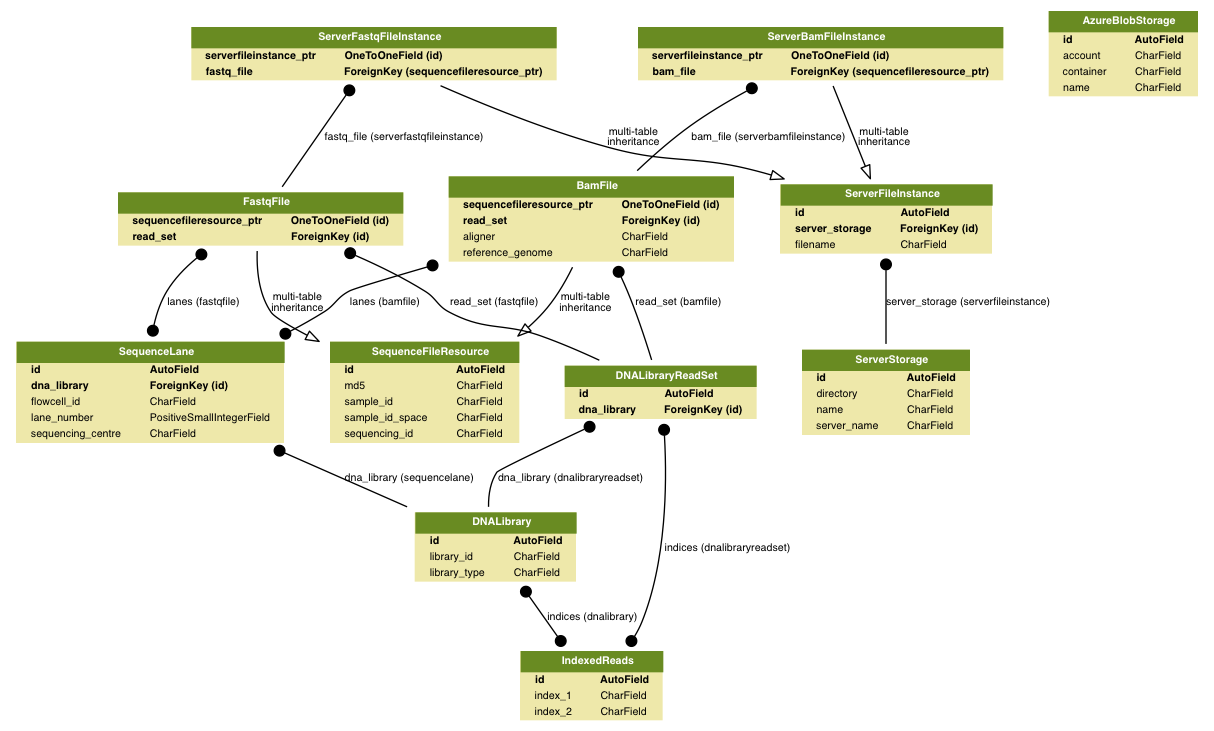 AzureBlobStorage
id AutoField
account CharField
container CharField
name CharField
ServerFastqFileInstance
serverfileinstance_ptr OneToOneField (id)
fastq_file ForeignKey (sequencefileresource_ptr)
ServerBamFileInstance
serverfileinstance_ptr OneToOneField (id)
bam_file ForeignKey (sequencefileresource_ptr)
fastq_file (serverfastqfileinstance)
multi-table
inheritance
bam_file (serverbamfileinstance)
multi-table
inheritance
FastqFile
sequencefileresource_ptr OneToOneField (id)
read_set ForeignKey (id)
BamFile
sequencefileresource_ptr OneToOneField (id)
read_set ForeignKey (id)
aligner CharField
reference_genome CharField
ServerFileInstance
id AutoField
server_storage ForeignKey (id)
filename CharField
lanes (fastqfile)
multi-table
inheritance
lanes (bamfile)
read_set (fastqfile)
multi-table
inheritance
read_set (bamfile)
server_storage (serverfileinstance)
SequenceLane
id AutoField
dna_library ForeignKey (id)
flowcell_id CharField
lane_number PositiveSmallIntegerField
sequencing_centre CharField
SequenceFileResource
id AutoField
md5 CharField
sample_id CharField
sample_id_space CharField
sequencing_id CharField
DNALibraryReadSet
id AutoField
dna_library ForeignKey (id)
ServerStorage
id AutoField
directory CharField
name CharField
server_name CharField
dna_library (sequencelane)
dna_library (dnalibraryreadset)
DNALibrary
id AutoField
library_id CharField
library_type CharField
indices (dnalibraryreadset)
indices (dnalibrary)
IndexedReads
id AutoField
index_1 CharField
index_2 CharField